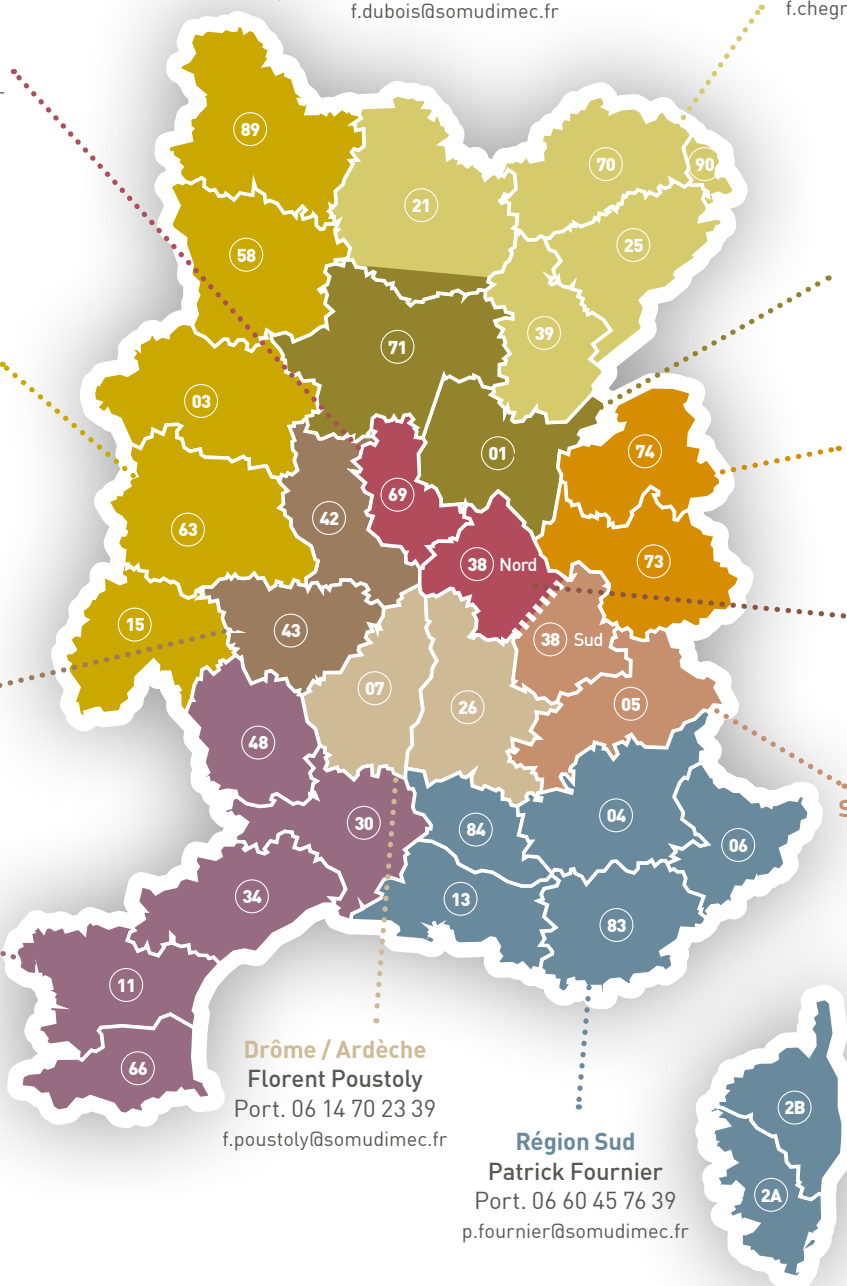 f.dubois@somudimec.fr
89
70
90
21
25
58
39
71
03
74
01
69
42
63
73
38 Nord
15
43
38 Sud
07
05
26
48
04
30
84
06
34
13
83
11
66
Drôme / Ardèche
Florent Poustoly
Port. 06 14 70 23 39
f.poustoly@somudimec.fr
2B
Région Sud
Patrick Fournier
Port. 06 60 45 76 39
p.fournier@somudimec.fr
2A